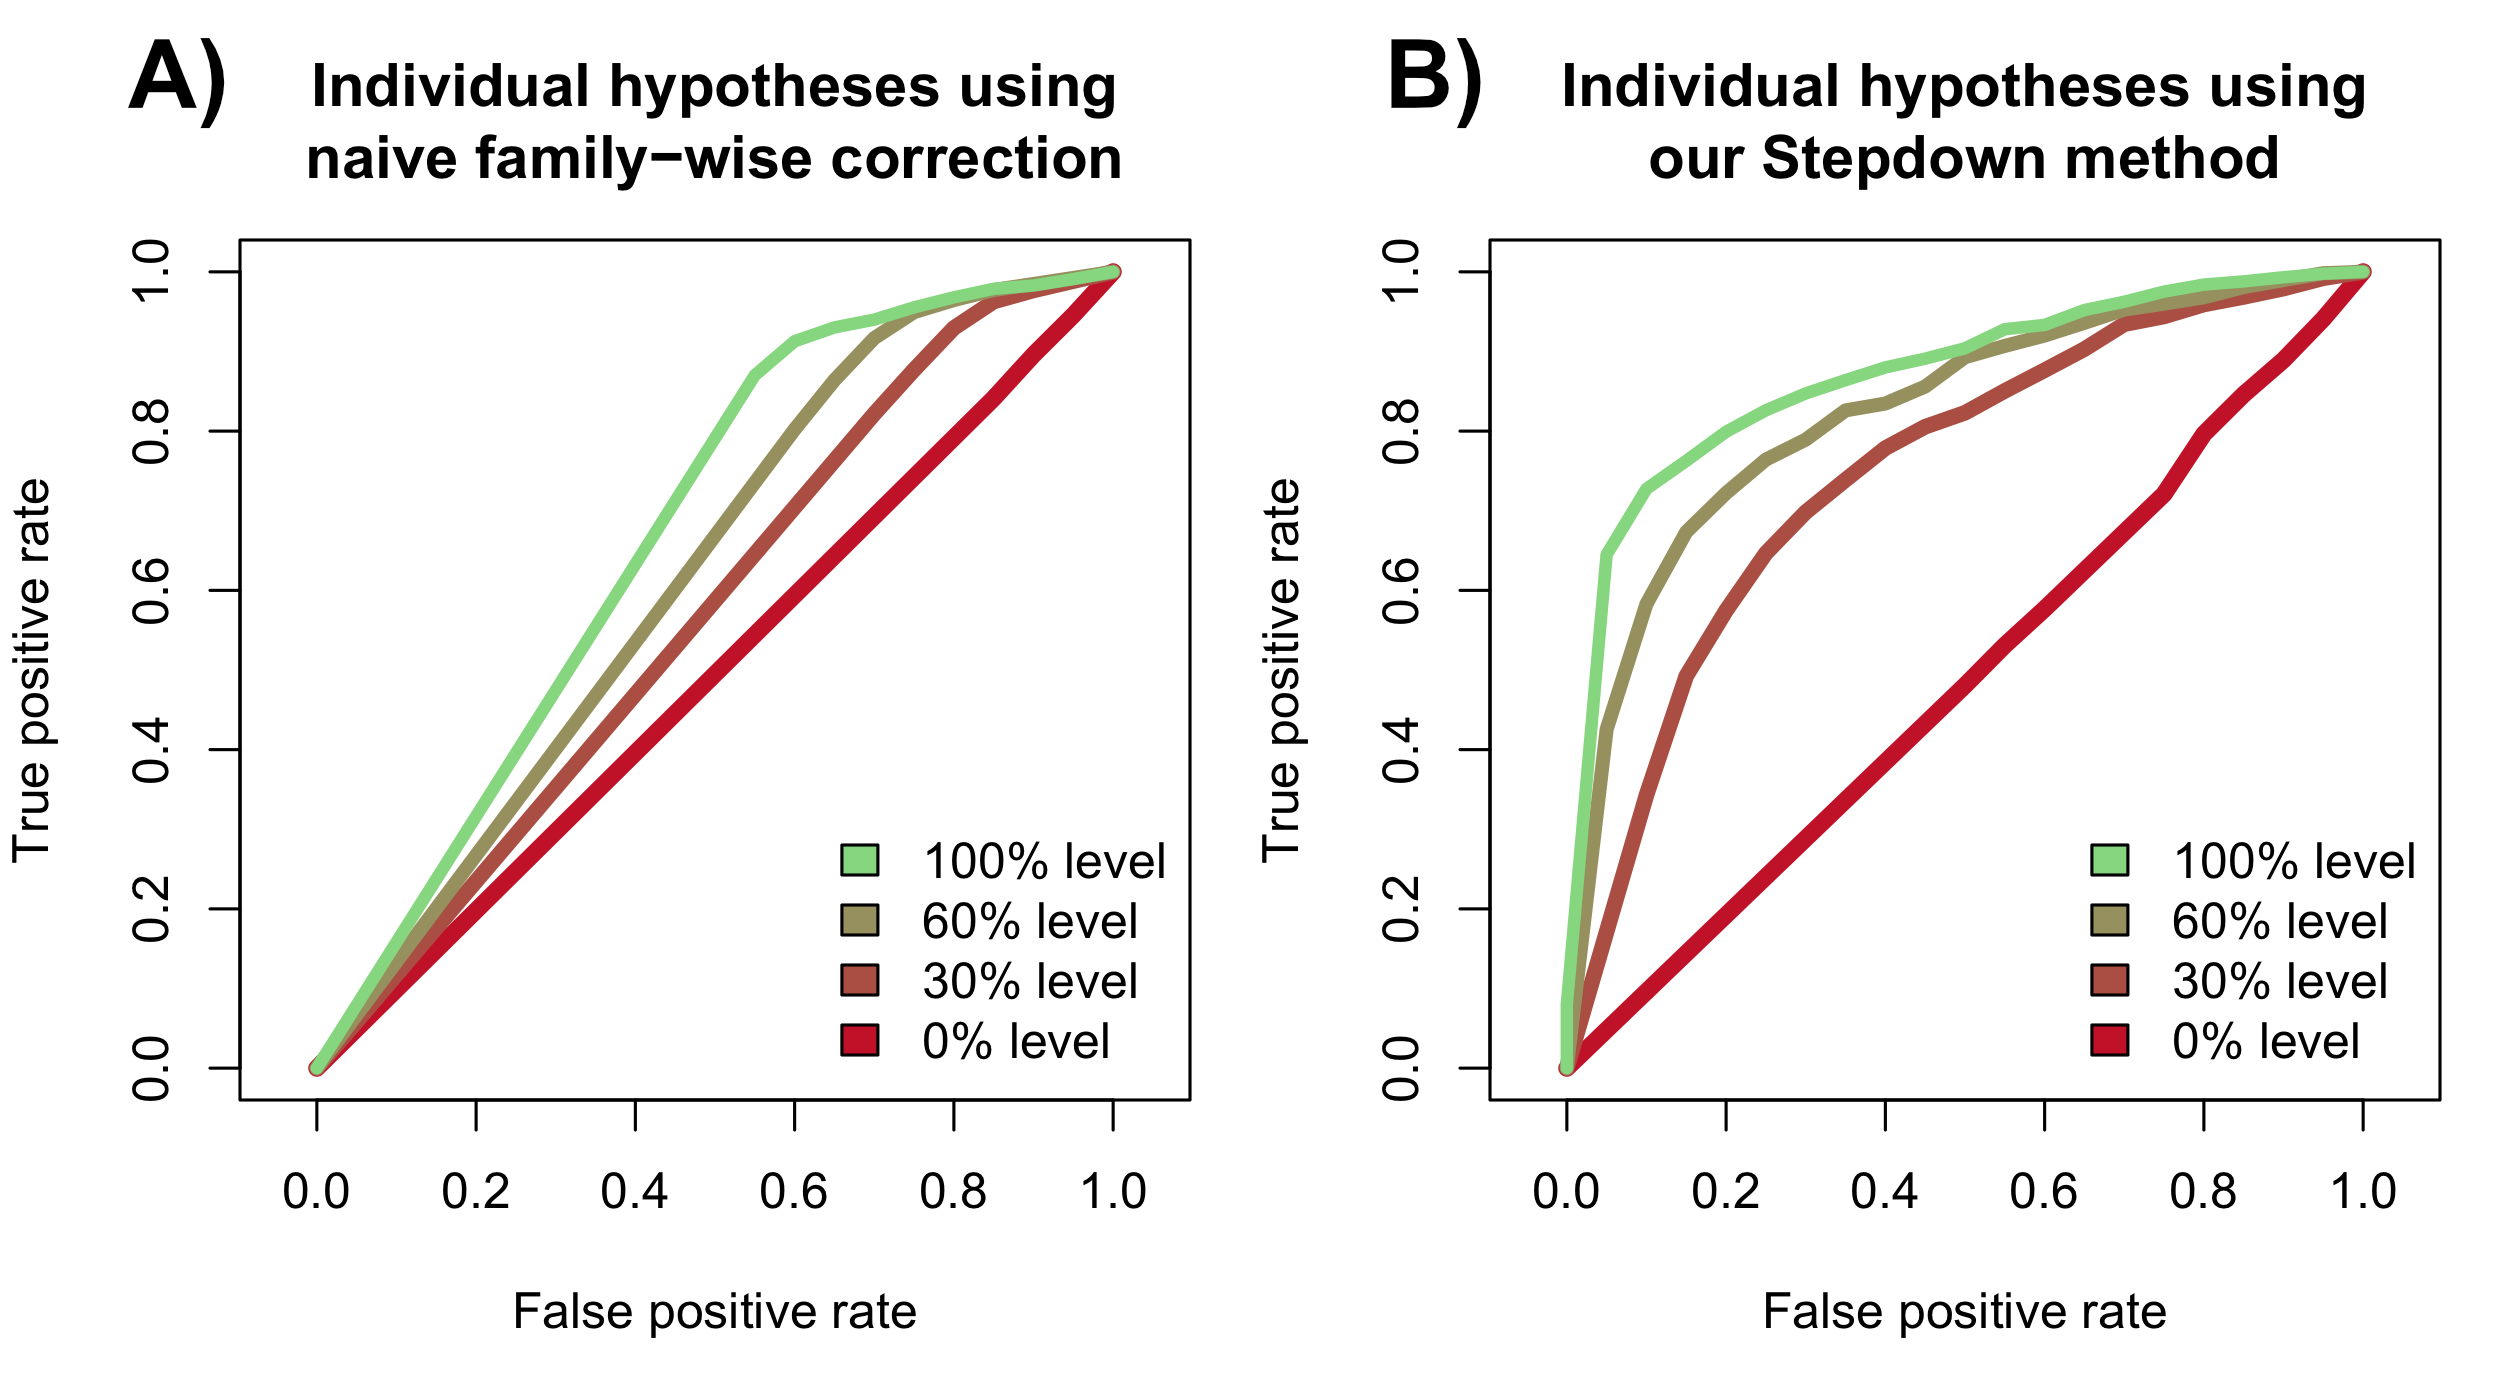 A)
Individual hypotheses using
naive family−wise correction
True positive rate
1.0
0.8
0.6
0.4
0.2
0.0
100% level
60% level
30% level
0% level
0.0 0.2 0.4 0.6 0.8 1.0
False positive rate
B)
Individual hypotheses using
our Stepdown method
True positive rate
1.0
0.8
0.6
0.4
0.2
0.0
100% level
60% level
30% level
0% level
0.0 0.2 0.4 0.6 0.8 1.0
False positive rate